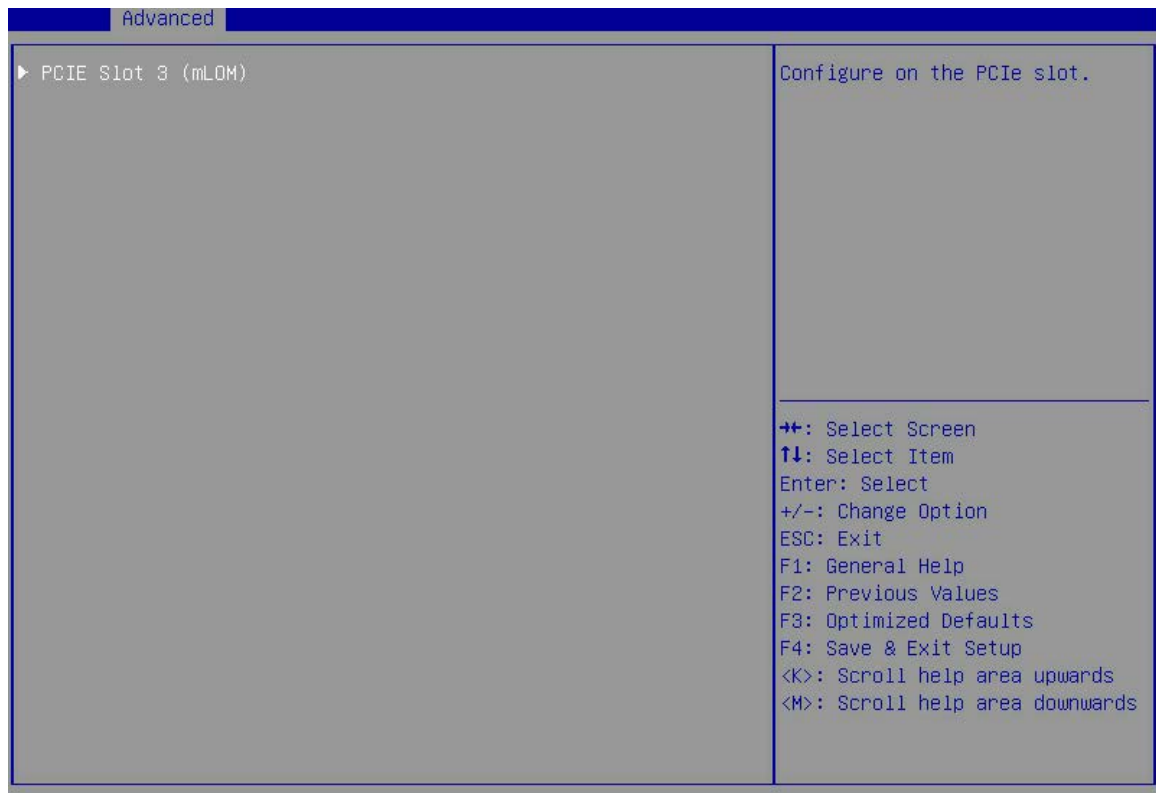 Advanced
▶ PCIE Slot 3 (mLOM)
Configure on the PCIe slot.
→←: Select Screen
↑↓: Select Item
Enter: Select
+/-: Change Option
ESC: Exit
F1: General Help
F2: Previous Values
F3: Optimized Defaults
F4: Save & Exit Setup
<K>: Scroll help area upwards
<M>: Scroll help area downwards